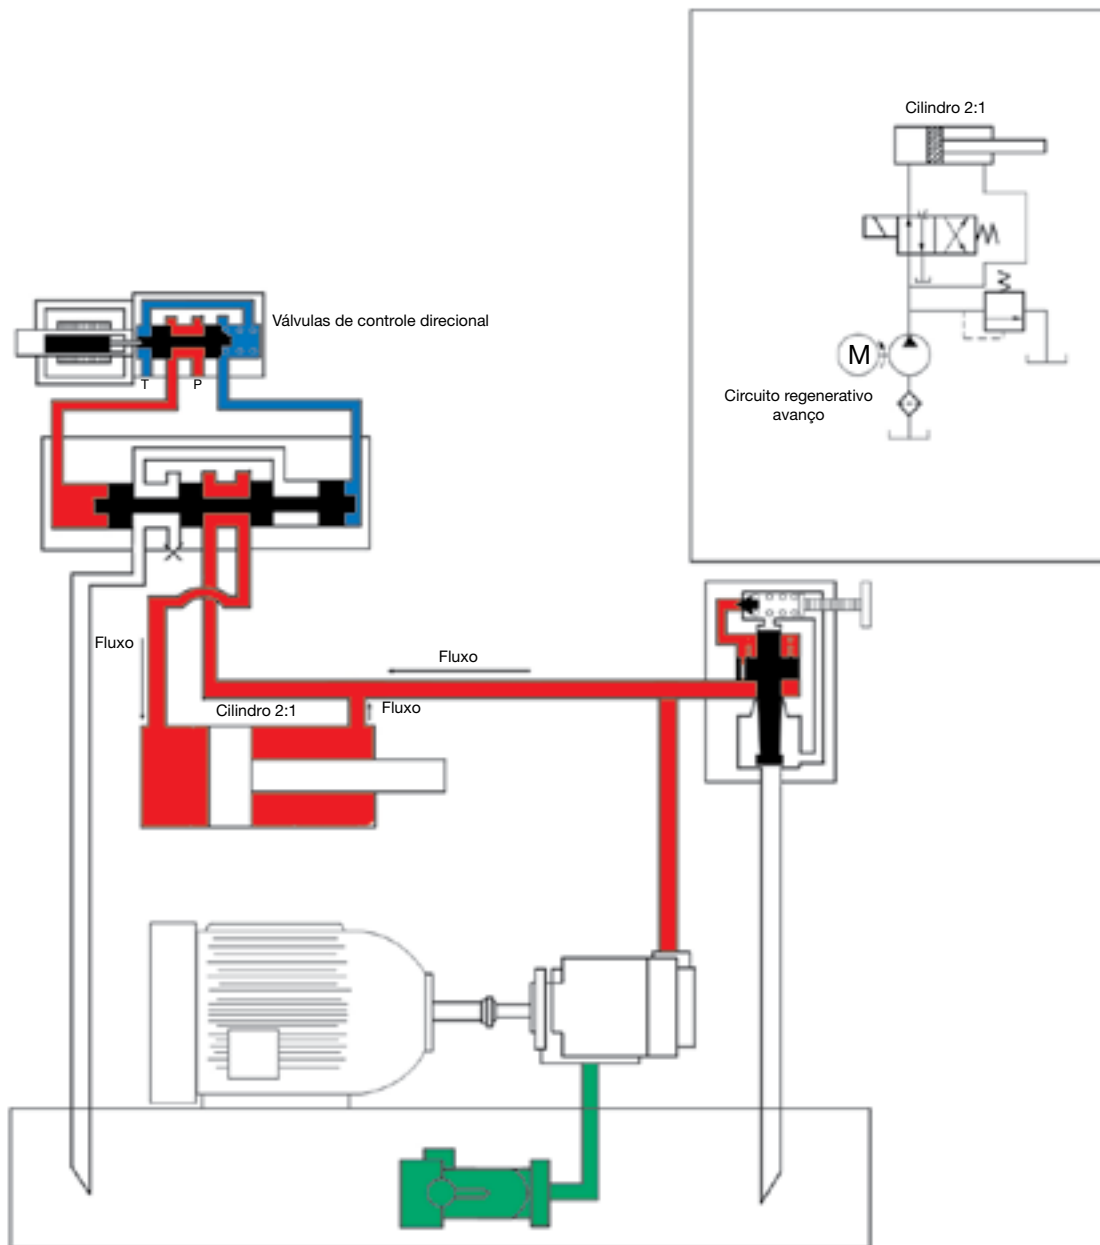 Cilindro 2:1
M
Circuito regenerativo
avanço
Válvulas de controle direcional
T
P
Fluxo
Fluxo
Cilindro 2:1
Fluxo